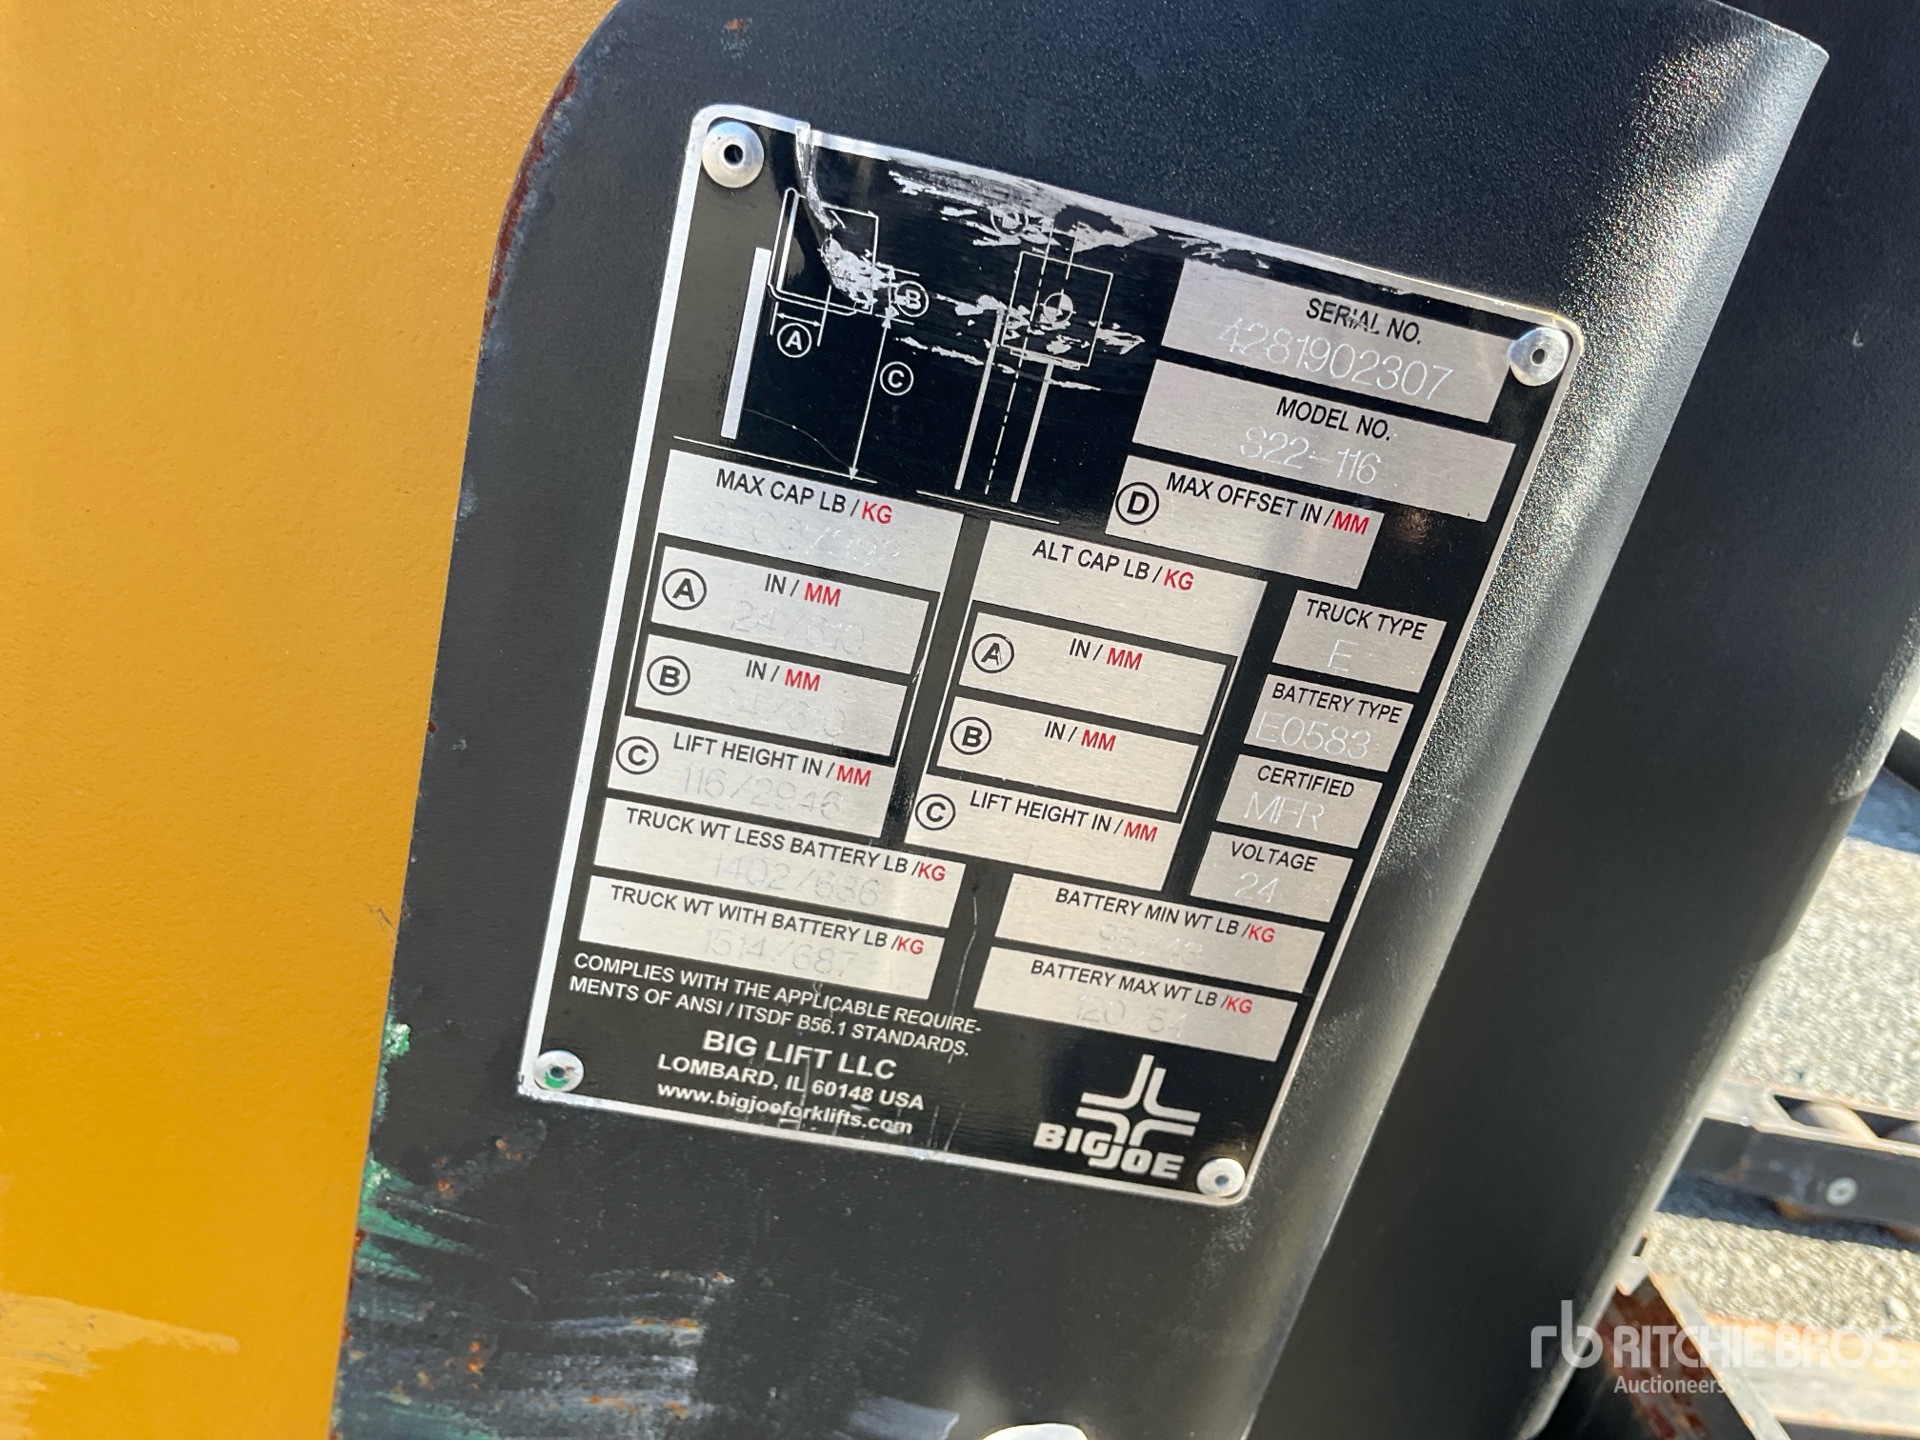 SERIAL NO.
4281902307
MODEL NO.
S22-116
D MAX OFFSET IN / MM
A
B
C
MAX CAP LB / KG
A IN / MM
24/
B IN / MM
C LIFT HEIGHT IN / MM
116/2946
TRUCK WT LESS BATTERY LB /KG
1402/636
TRUCK WT WITH BATTERY LB /KG
1514/687
ALT CAP LB / KG
A IN / MM
B IN / MM
C LIFT HEIGHT IN / MM
TRUCK TYPE
E
BATTERY TYPE
E0583
CERTIFIED
MFR
VOLTAGE
24
BATTERY MIN WT LB /KG
BATTERY MAX WT LB /KG
120/54
COMPLIES WITH THE APPLICABLE REQUIRE-
MENTS OF ANSI / ITSDF B56.1 STANDARDS.
BIG LIFT LLC
LOMBARD, IL 60148 USA
www.bigjoeforklifts.com
BIG JOE
rb RITCHIE BROS.
Auctioneers